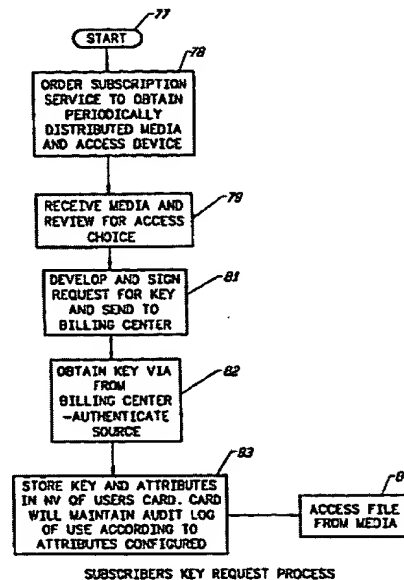 77
START
78
ORDER SUBSCRIPTION
SERVICE TO OBTAIN
PERIODICALLY
DISTRIBUTED MEDIA
AND ACCESS DEVICE
79
RECEIVE MEDIA AND
REVIEW FOR ACCESS
CHOICE
81
DEVELOP AND SIGN
REQUEST FOR KEY
AND SEND TO
BILLING CENTER
82
OBTAIN KEY VIA
FROM
BILLING CENTER
-AUTHENTICATE
SOURCE
83
STORE KEY AND ATTRIBUTES
IN NV OF USERS CARD. CARD
WILL MAINTAIN AUDIT LOG
OF USE ACCORDING TO
ATTRIBUTES CONFIGURED
ACCESS FILE
FROM MEDIA
SUBSCRIBERS KEY REQUEST PROCESS